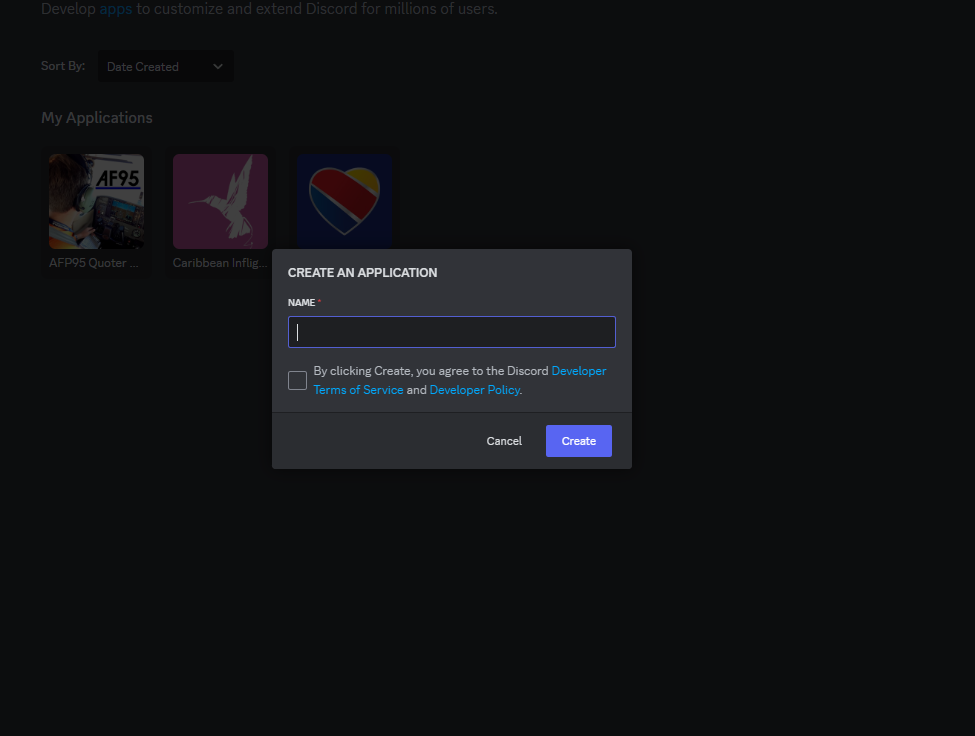 Develop apps to customize and extend Discord for millions of users.
Sort By:
Date Created
My Applications
AF95
AFP95 Quoter ...
Caribbean Inflig...
CREATE AN APPLICATION
NAME *
By clicking Create, you agree to the Discord Developer
Terms of Service and Developer Policy.
Cancel
Create